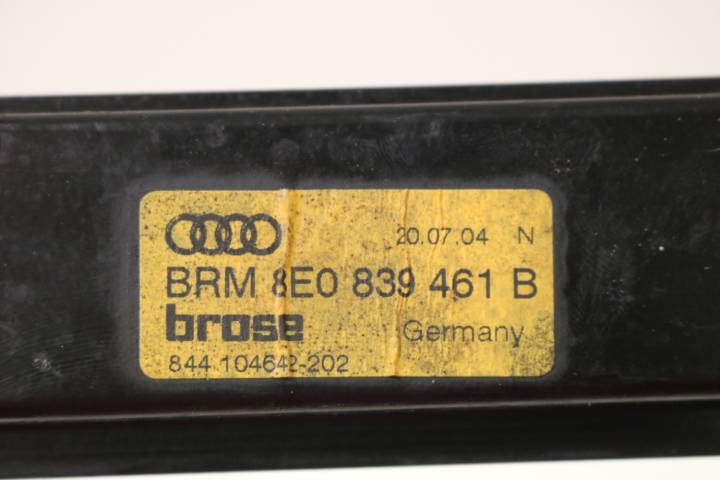 20.07.04 N
BRM 8E0 839 461 B
brose Germany
844 104642-202